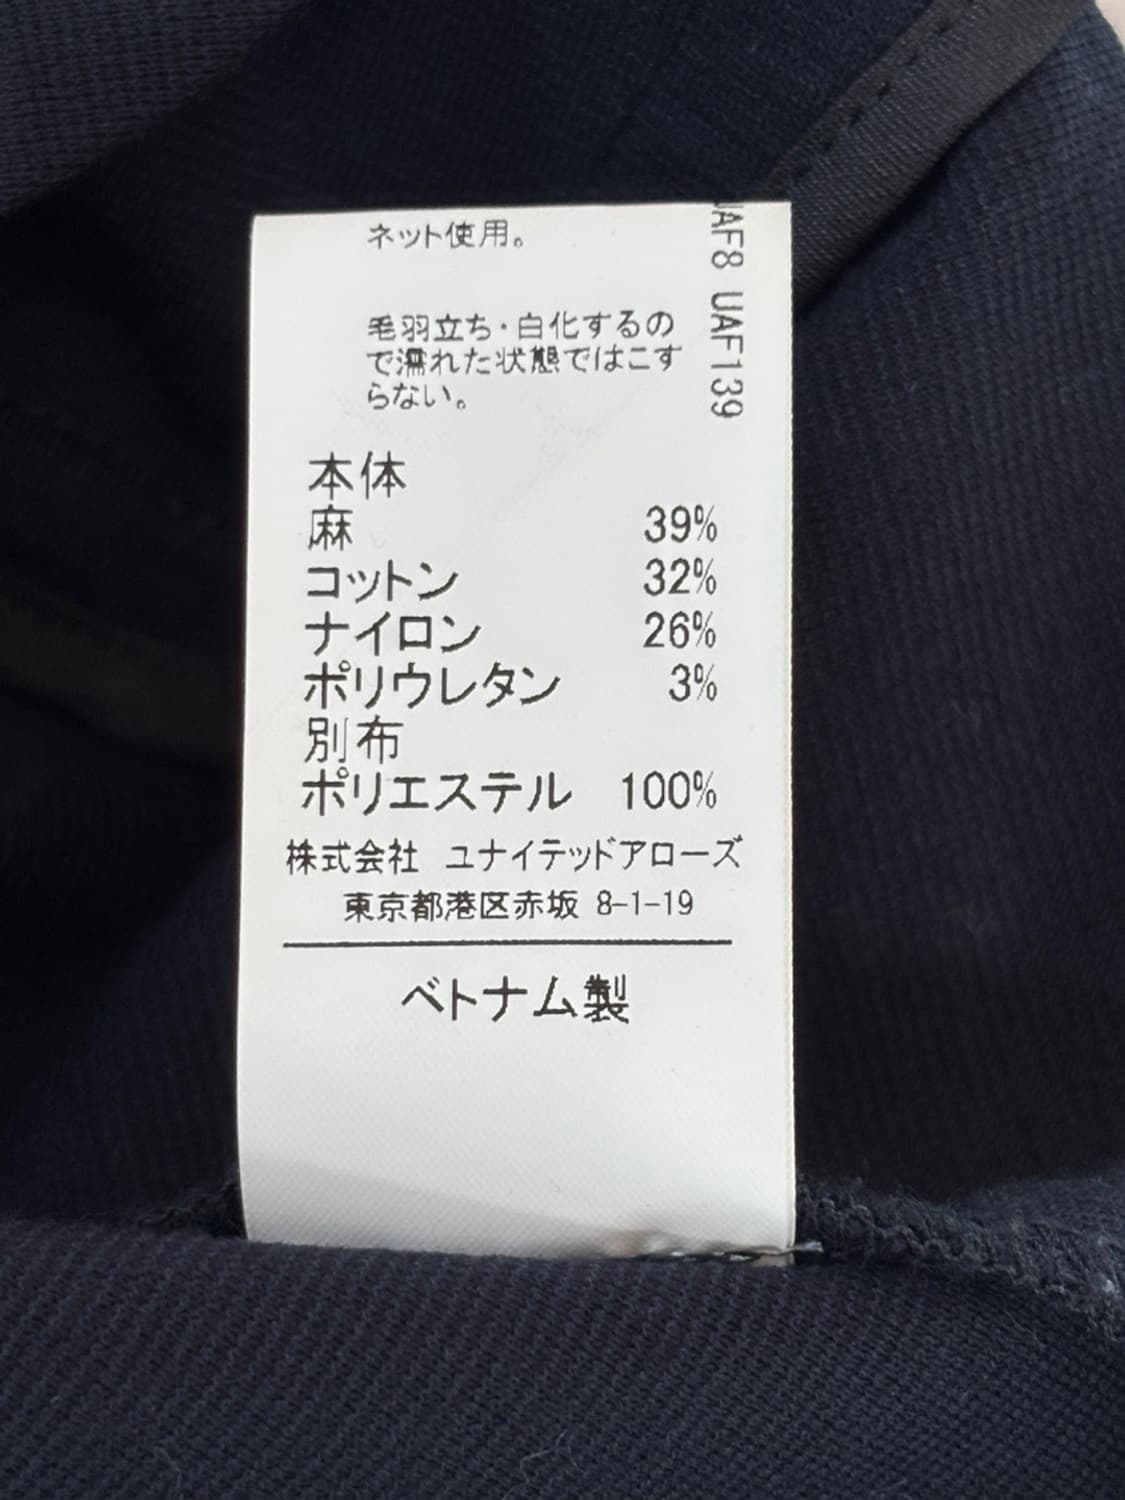 ネット使用。
毛羽立ち・白化するの
で濡れた状態ではこす
らない。
UAF8 UAF139
本体
麻 39%
コットン 32%
ナイロン 26%
ポリウレタン 3%
別布
ポリエステル 100%
株式会社 ユナイテッドアローズ
東京都港区赤坂 8-1-19
ベトナム製